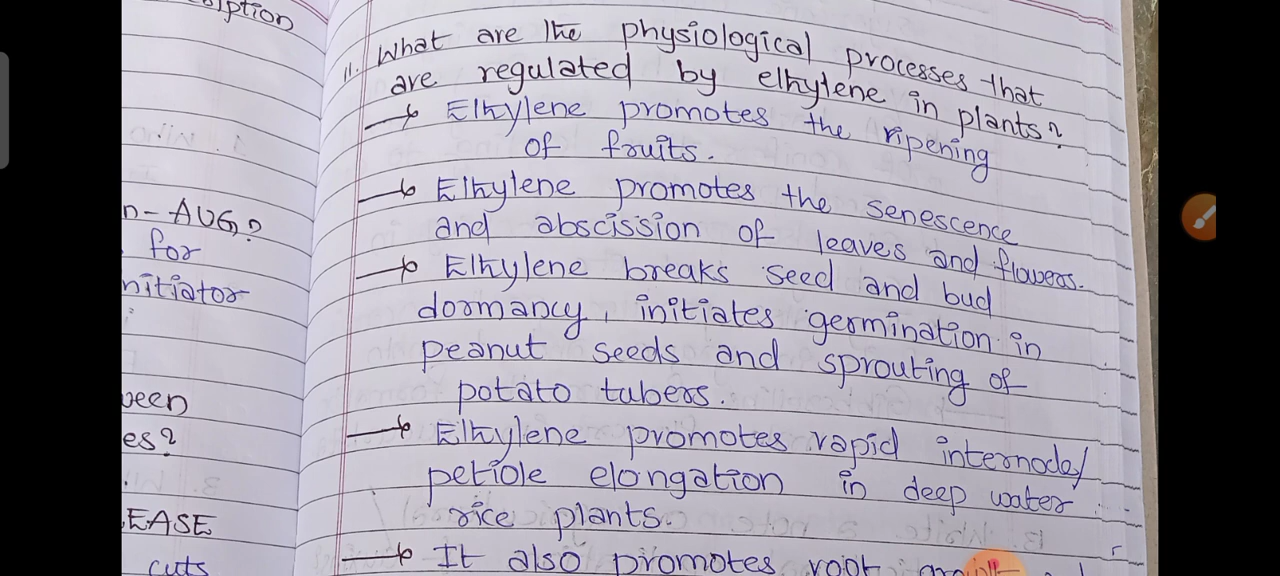 11. What are the physiological processes that
are regulated by ethylene in plants?
→ Ethylene promotes the ripening
of fruits.
→ Ethylene promotes the senescence
and abscission of leaves and flowers.
→ Ethylene breaks seed and bud
dormancy, initiates germination in
peanut seeds and sprouting of
potato tubers.
→ Ethylene promotes rapid internode/
petiole elongation in deep water
rice plants.
→ It also promotes root
n-AUG?
for
nitiator
ween
es?
EASE
cuts